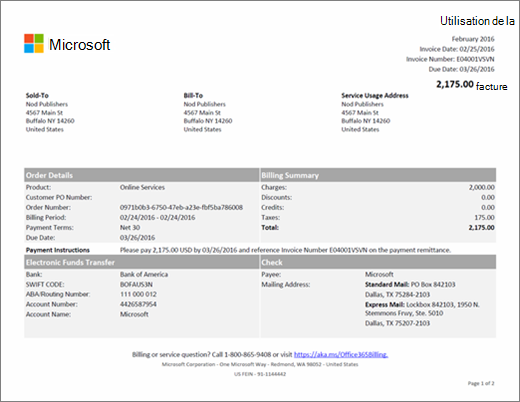 Utilisation de la
Microsoft
February 2016
Invoice Date: 02/25/2016
Invoice Number: E04001VSVN
Due Date: 03/26/2016
2,175.00 facture
Sold-To Bill-To Service Usage Address
Nod Publishers Nod Publishers Nod Publishers
4567 Main St 4567 Main St 4567 Main St
Buffalo NY 14260 Buffalo NY 14260 Buffalo NY 14260
United States United States United States
Order Details Billing Summary
Product: Online Services Charges: 2,000.00
Customer PO Number: Discounts: 0.00
Order Number: 0971b0b3-6750-47eb-a23e-fbf5ba786008 Credits: 0.00
Billing Period: 02/24/2016 - 02/24/2016 Taxes: 175.00
Payment Terms: Net 30 Total: 2,175.00
Due Date: 03/26/2016
Payment Instructions Please pay 2,175.00 USD by 03/26/2016 and reference Invoice Number E04001VSVN on the payment remittance.
Electronic Funds Transfer Check
Bank: Bank of America Payee: Microsoft
SWIFT CODE: BOFAUS3N Mailing Address: Standard Mail: PO Box 842103
ABA/Routing Number: 111 000 012 Dallas, TX 75284-2103
Account Number: 4426587954 Express Mail: Lockbox 842103, 1950 N.
Account Name: Microsoft Stemmons Frwy, Ste. 5010
Dallas, TX 75207-2103
Billing or service question? Call 1-800-865-9408 or visit https://aka.ms/Office365Billing.
Microsoft Corporation - One Microsoft Way - Redmond, WA 98052 - United States
US FEIN - 91-1144442
Page 1 of 2